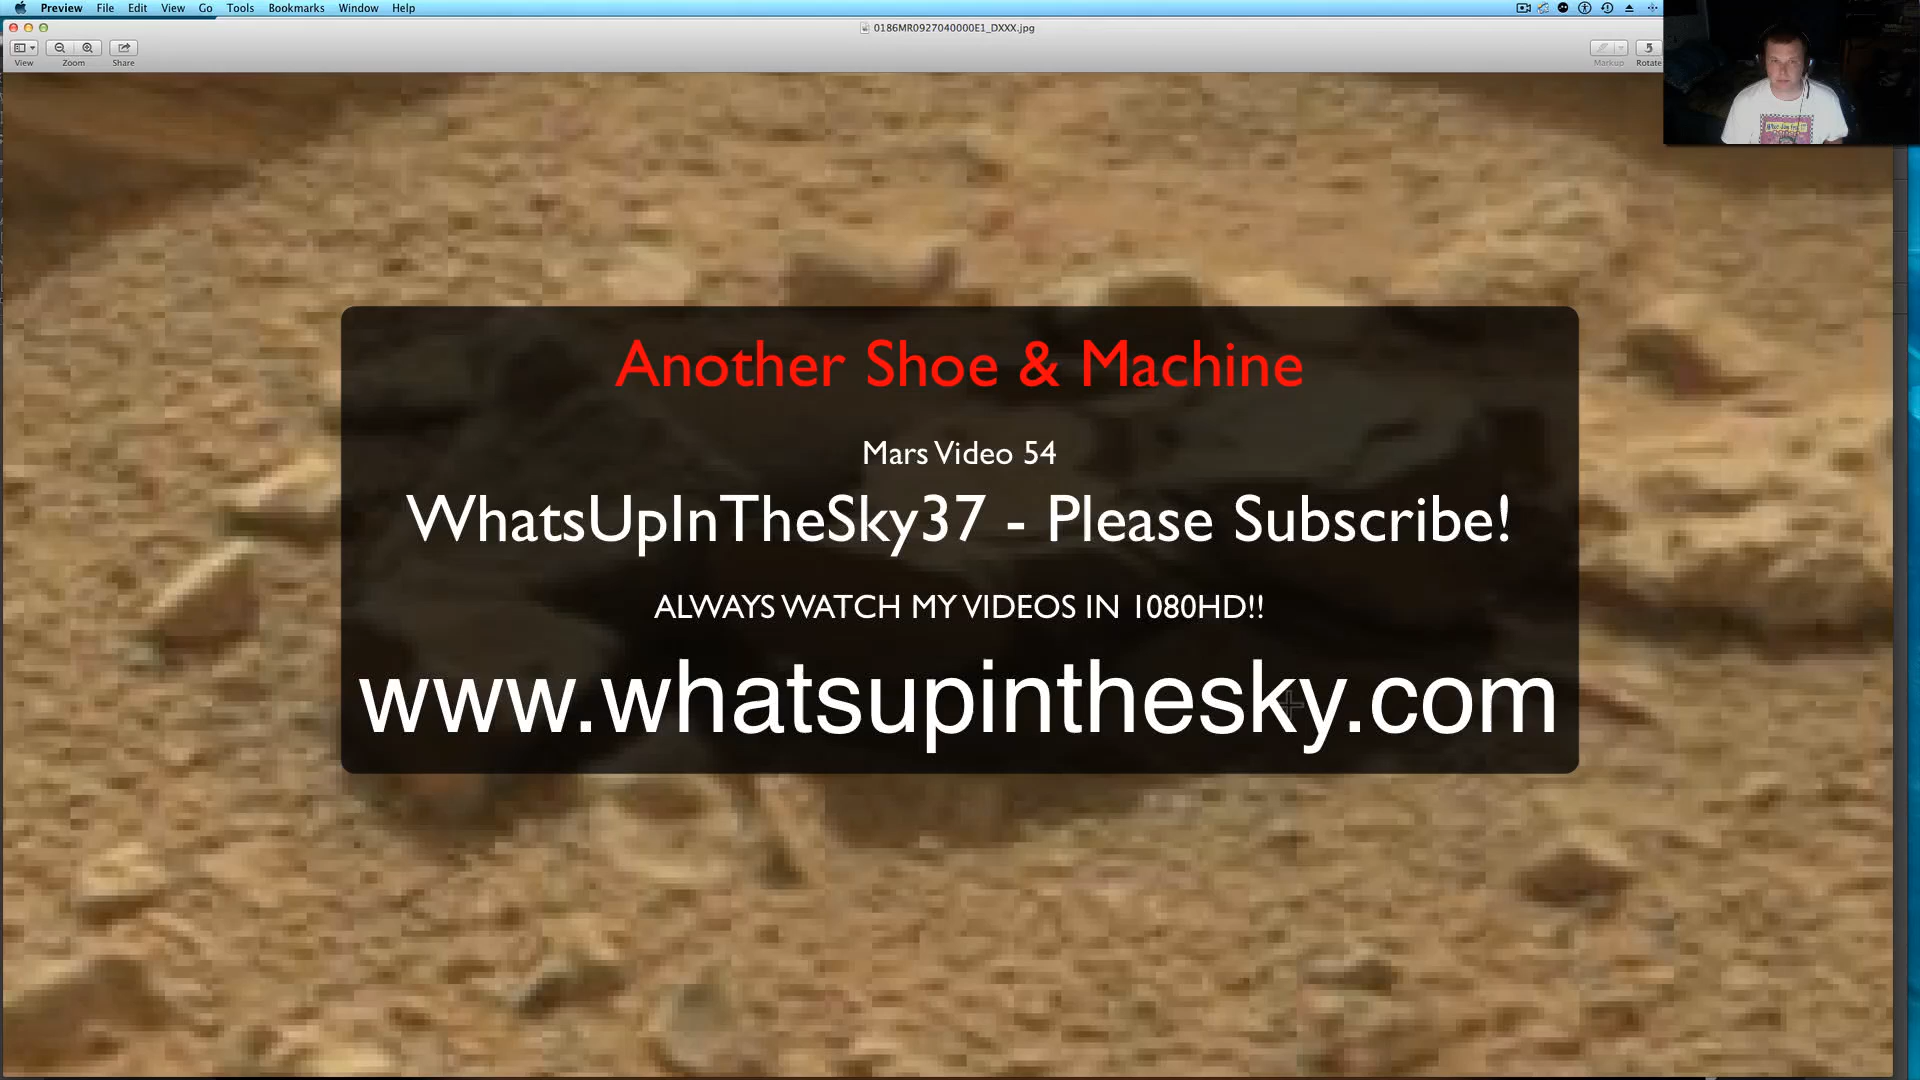 Preview File Edit View Go Tools Bookmarks Window Help
0186MR0927040000E1_DXXX.jpg
View Zoom Share Markup Rotate
Another Shoe & Machine
Mars Video 54
WhatsUpInTheSky37 - Please Subscribe!
ALWAYS WATCH MY VIDEOS IN 1080HD!!
www.whatsupinthesky.com